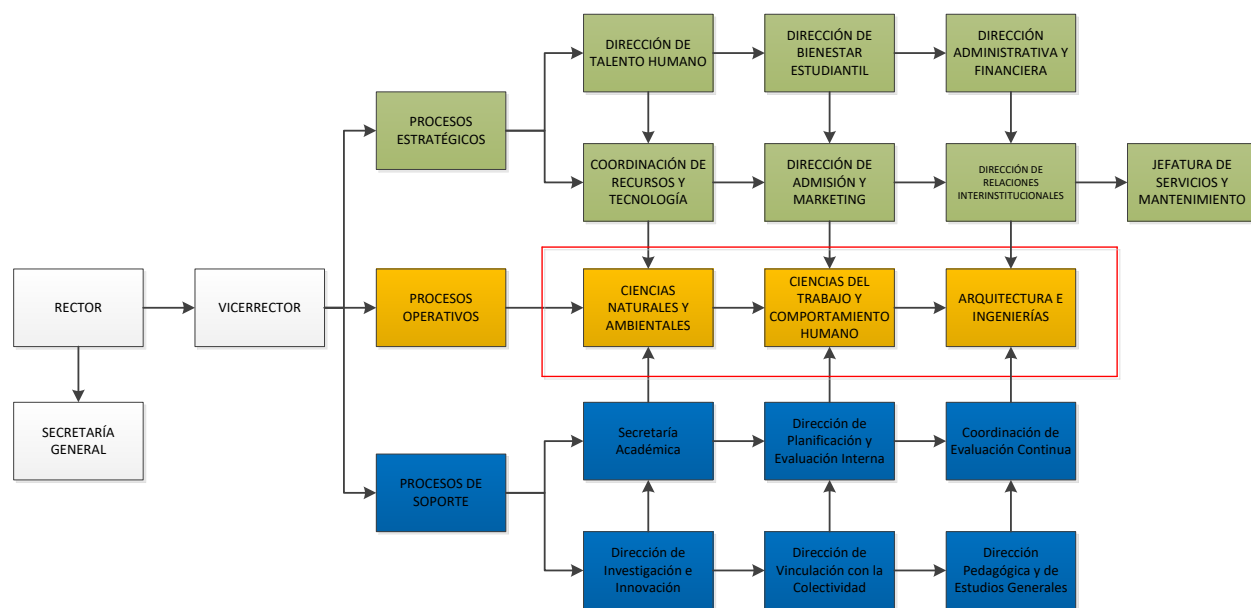 DIRECCIÓN DE
TALENTO HUMANO
DIRECCIÓN DE
BIENESTAR
ESTUDIANTIL
DIRECCIÓN
ADMINISTRATIVA Y
FINANCIERA
PROCESOS
ESTRATÉGICOS
COORDINACIÓN DE
RECURSOS Y
TECNOLOGÍA
DIRECCIÓN DE
ADMISIÓN Y
MARKETING
DIRECCIÓN DE
RELACIONES
INTERINSTITUCIONALES
JEFATURA DE
SERVICIOS Y
MANTENIMIENTO
RECTOR
VICERRECTOR
PROCESOS
OPERATIVOS
CIENCIAS
NATURALES Y
AMBIENTALES
CIENCIAS DEL
TRABAJO Y
COMPORTAMIENTO
HUMANO
ARQUITECTURA E
INGENIERÍAS
SECRETARÍA
GENERAL
PROCESOS DE
SOPORTE
Secretaría
Académica
Dirección de
Planificación y
Evaluación Interna
Coordinación de
Evaluación Continua
Dirección de
Investigación e
Innovación
Dirección de
Vinculación con la
Colectividad
Dirección
Pedagógica y de
Estudios Generales